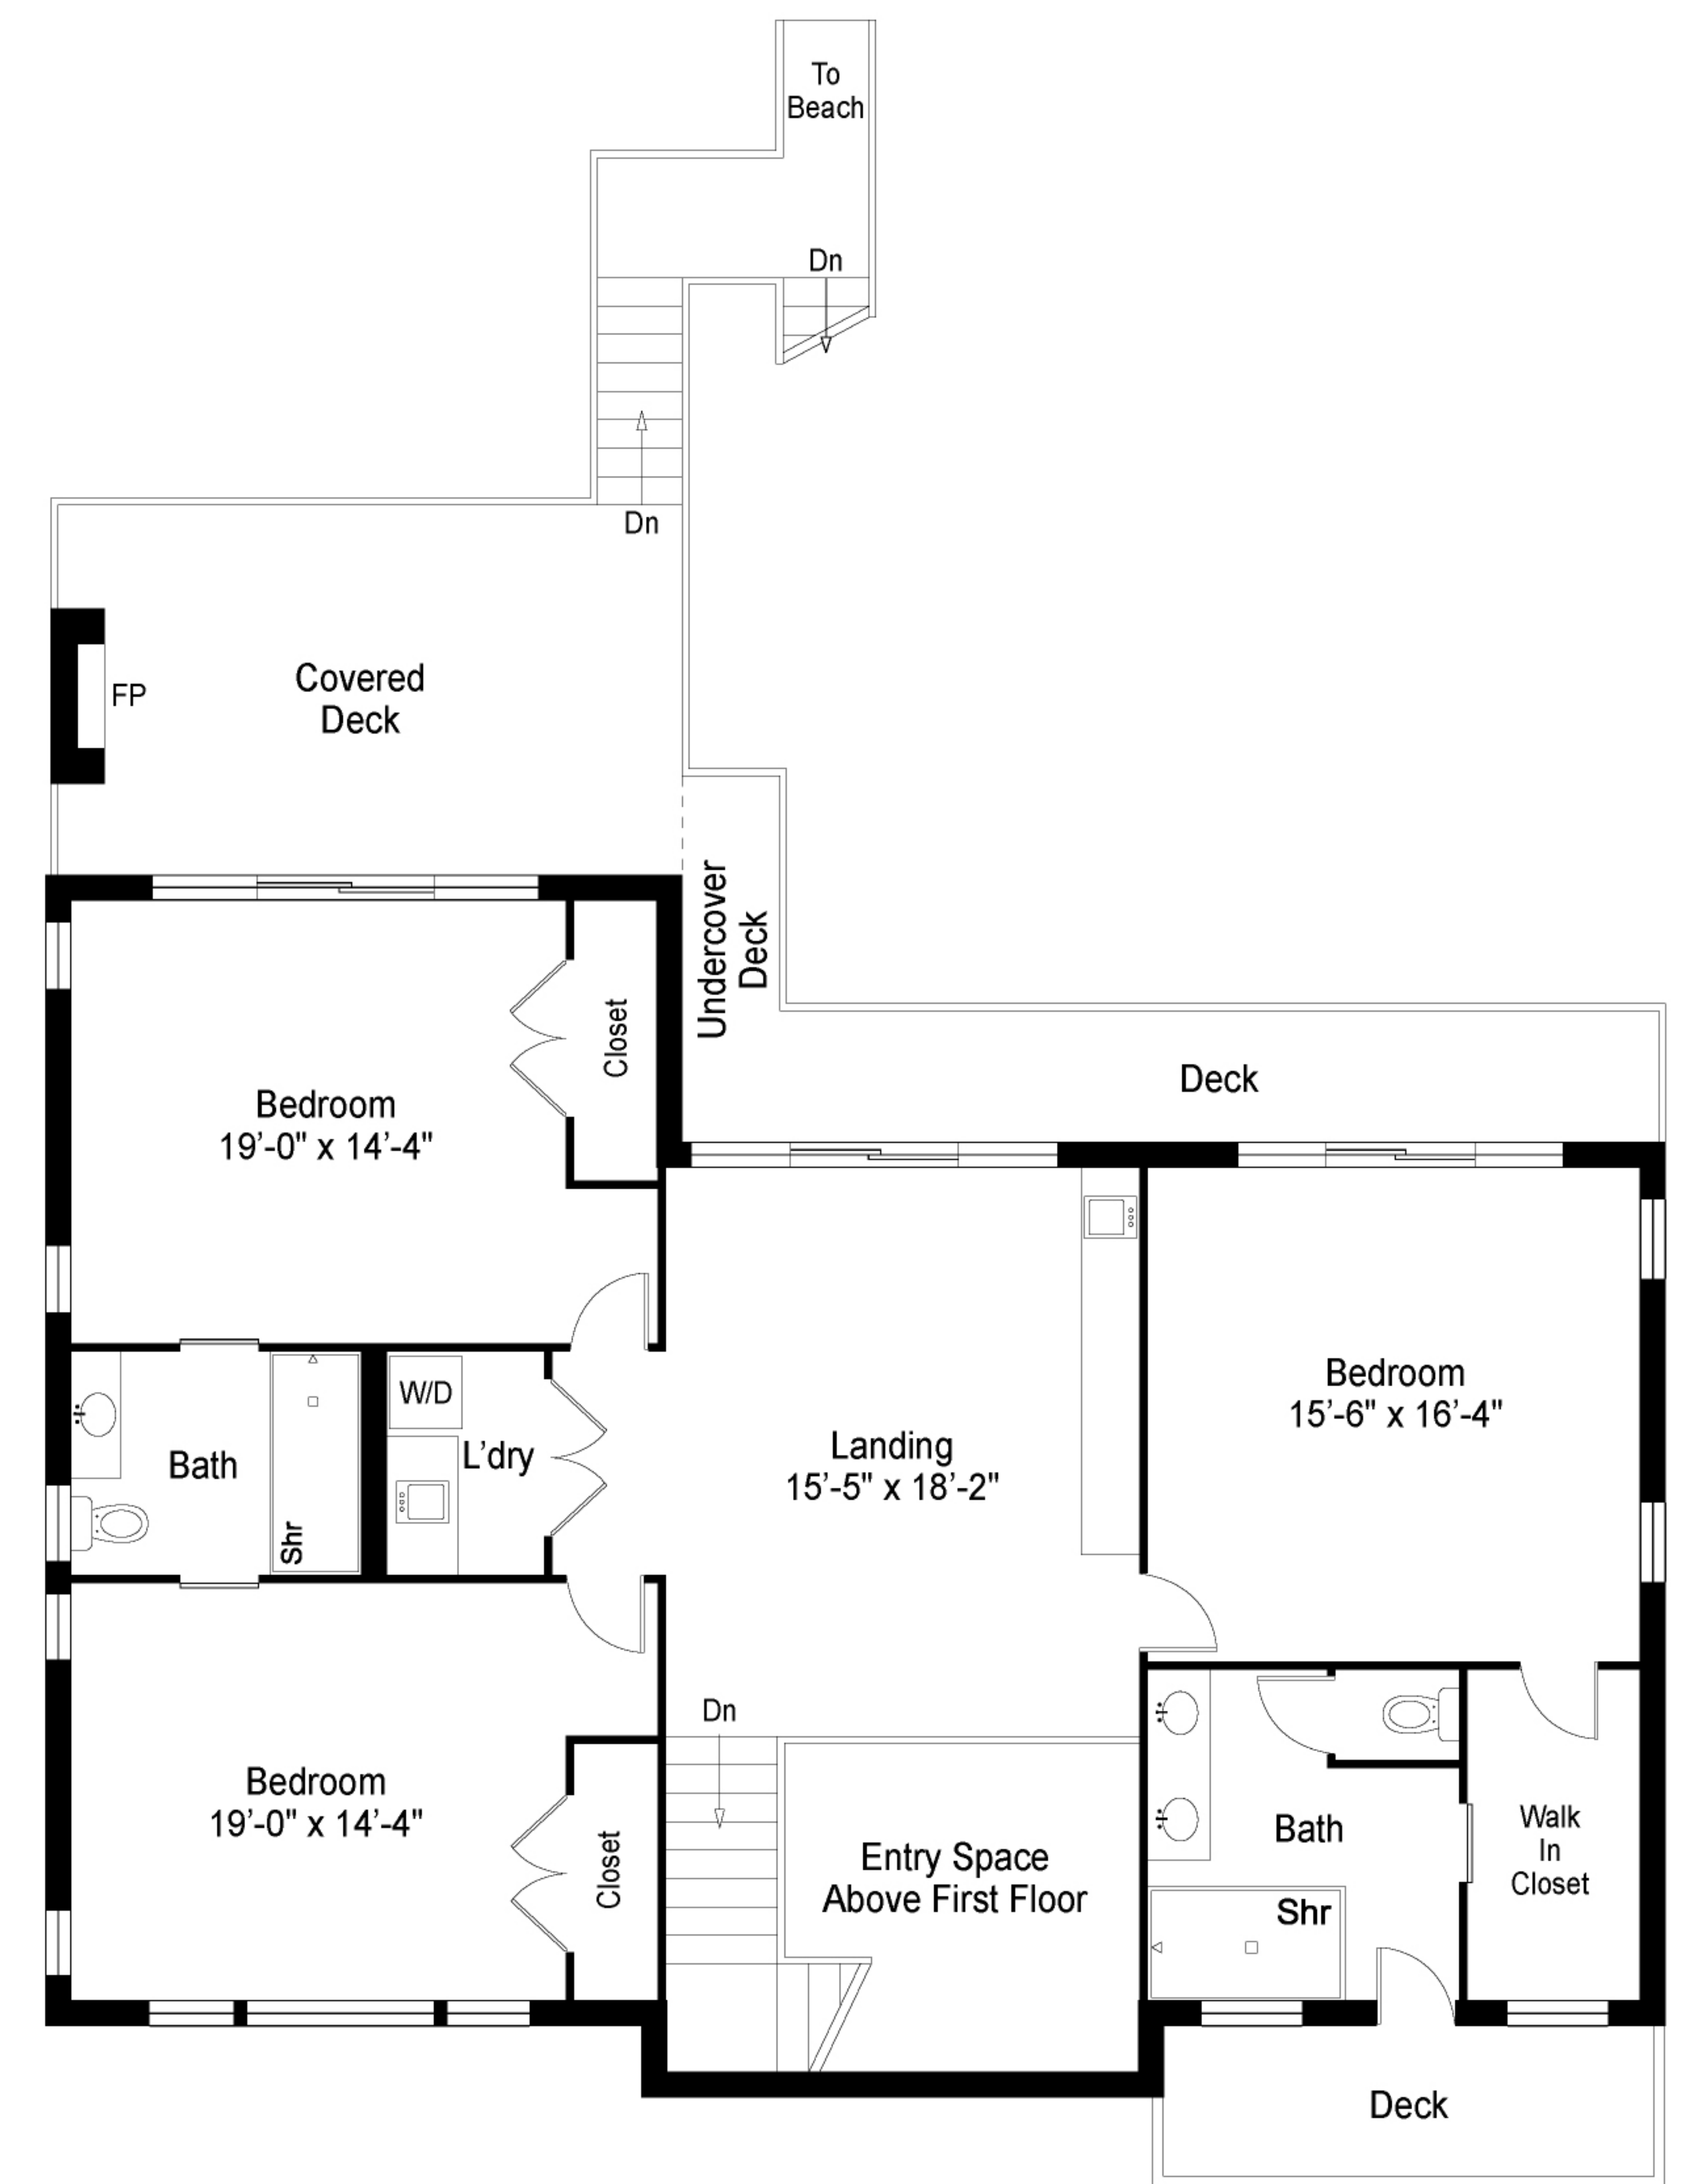 To
Beach
Dn
Dn
Covered
Deck
FP
Undercover
Deck
Closet
Deck
Bedroom
19’-0" x 14’-4"
Bedroom
15’-6" x 16’-4"
W/D
L’dry
Bath
Shr
Landing
15’-5" x 18’-2"
Dn
Bedroom
19’-0" x 14’-4"
Closet
Entry Space
Above First Floor
Bath
Shr
Walk
In
Closet
Deck